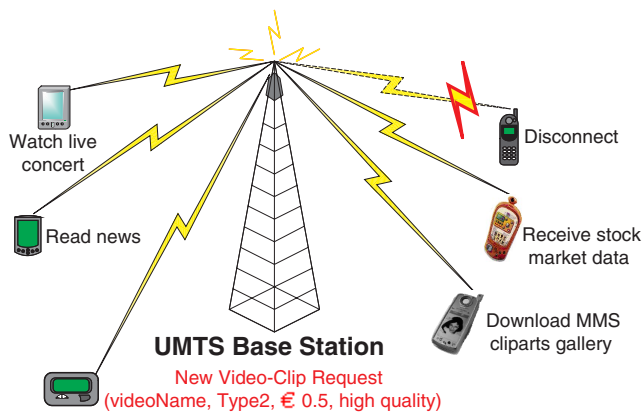 Watch live
concert
Disconnect
Read news
Receive stock
market data
Download MMS
cliparts gallery
UMTS Base Station
New Video-Clip Request
(videoName, Type2, € 0.5, high quality)